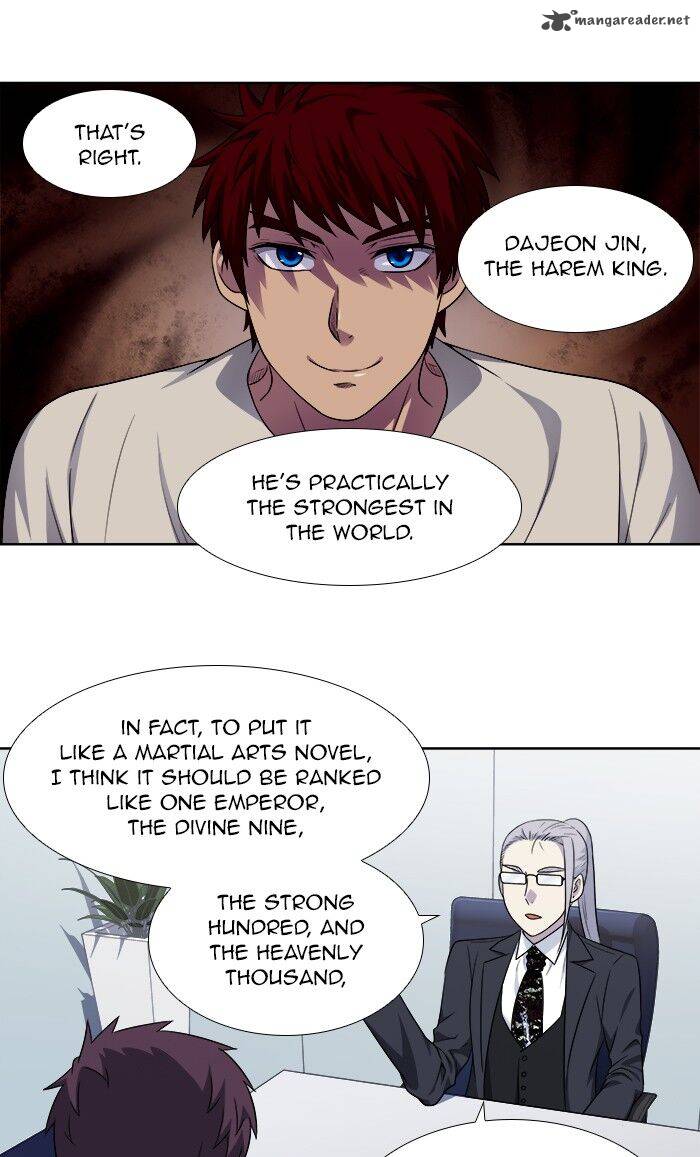 mangareader.net
THAT'S
RIGHT.
DAJEON JIN,
THE HAREM KING.
HE'S PRACTICALLY
THE STRONGEST IN
THE WORLD.
IN FACT, TO PUT IT
LIKE A MARTIAL ARTS NOVEL,
I THINK IT SHOULD BE RANKED
LIKE ONE EMPEROR,
THE DIVINE NINE,
THE STRONG
HUNDRED, AND
THE HEAVENLY
THOUSAND,